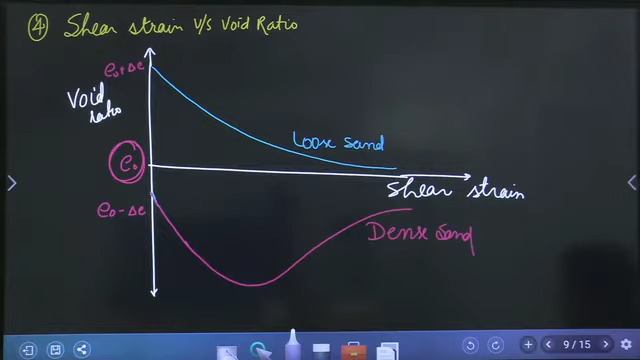 ④ Shear strain v/s Void Ratio
e₀+Δe
Void ratio
Loose sand
e₀
Shear strain
e₀-Δe
Dense sand
9 / 15